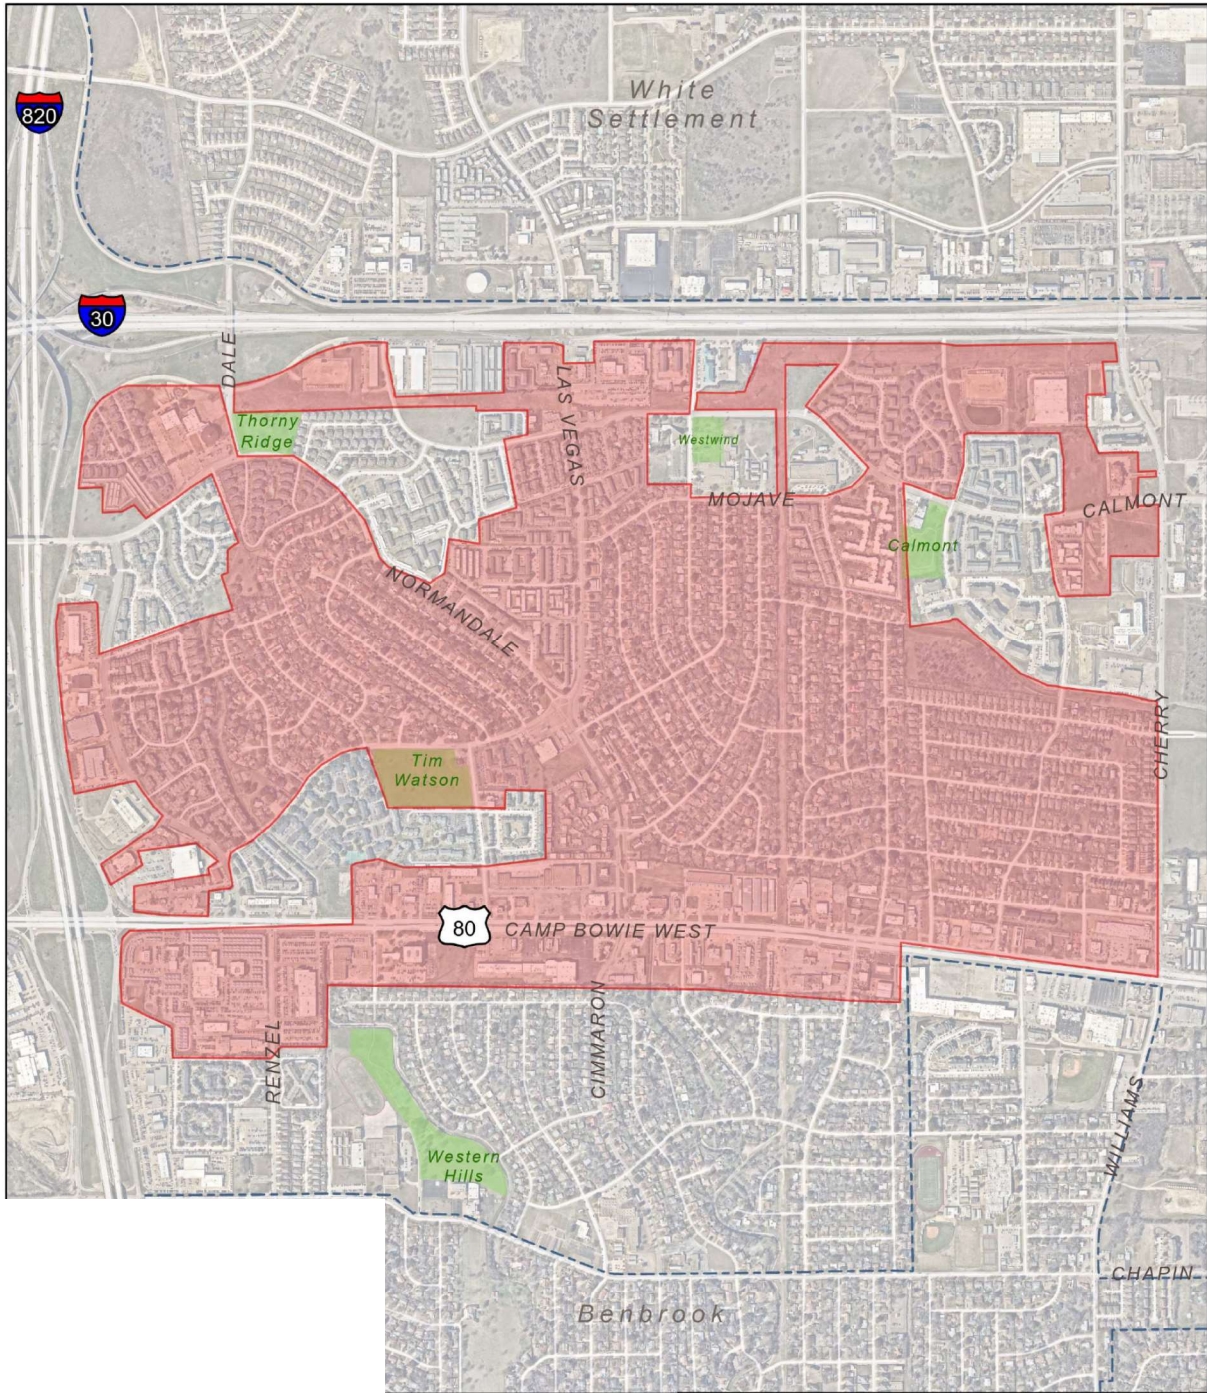 White
Settlement
820
30
DALE
LAS VEGAS
Thorny
Ridge
Westwind
MOJAVE
CALMONT
Calmont
NORMANDALE
CHERRY
Tim
Watson
80
CAMP BOWIE WEST
CIMMARON
RENZEL
WILLIAMS
Western
Hills
CHAPIN
Benbrook